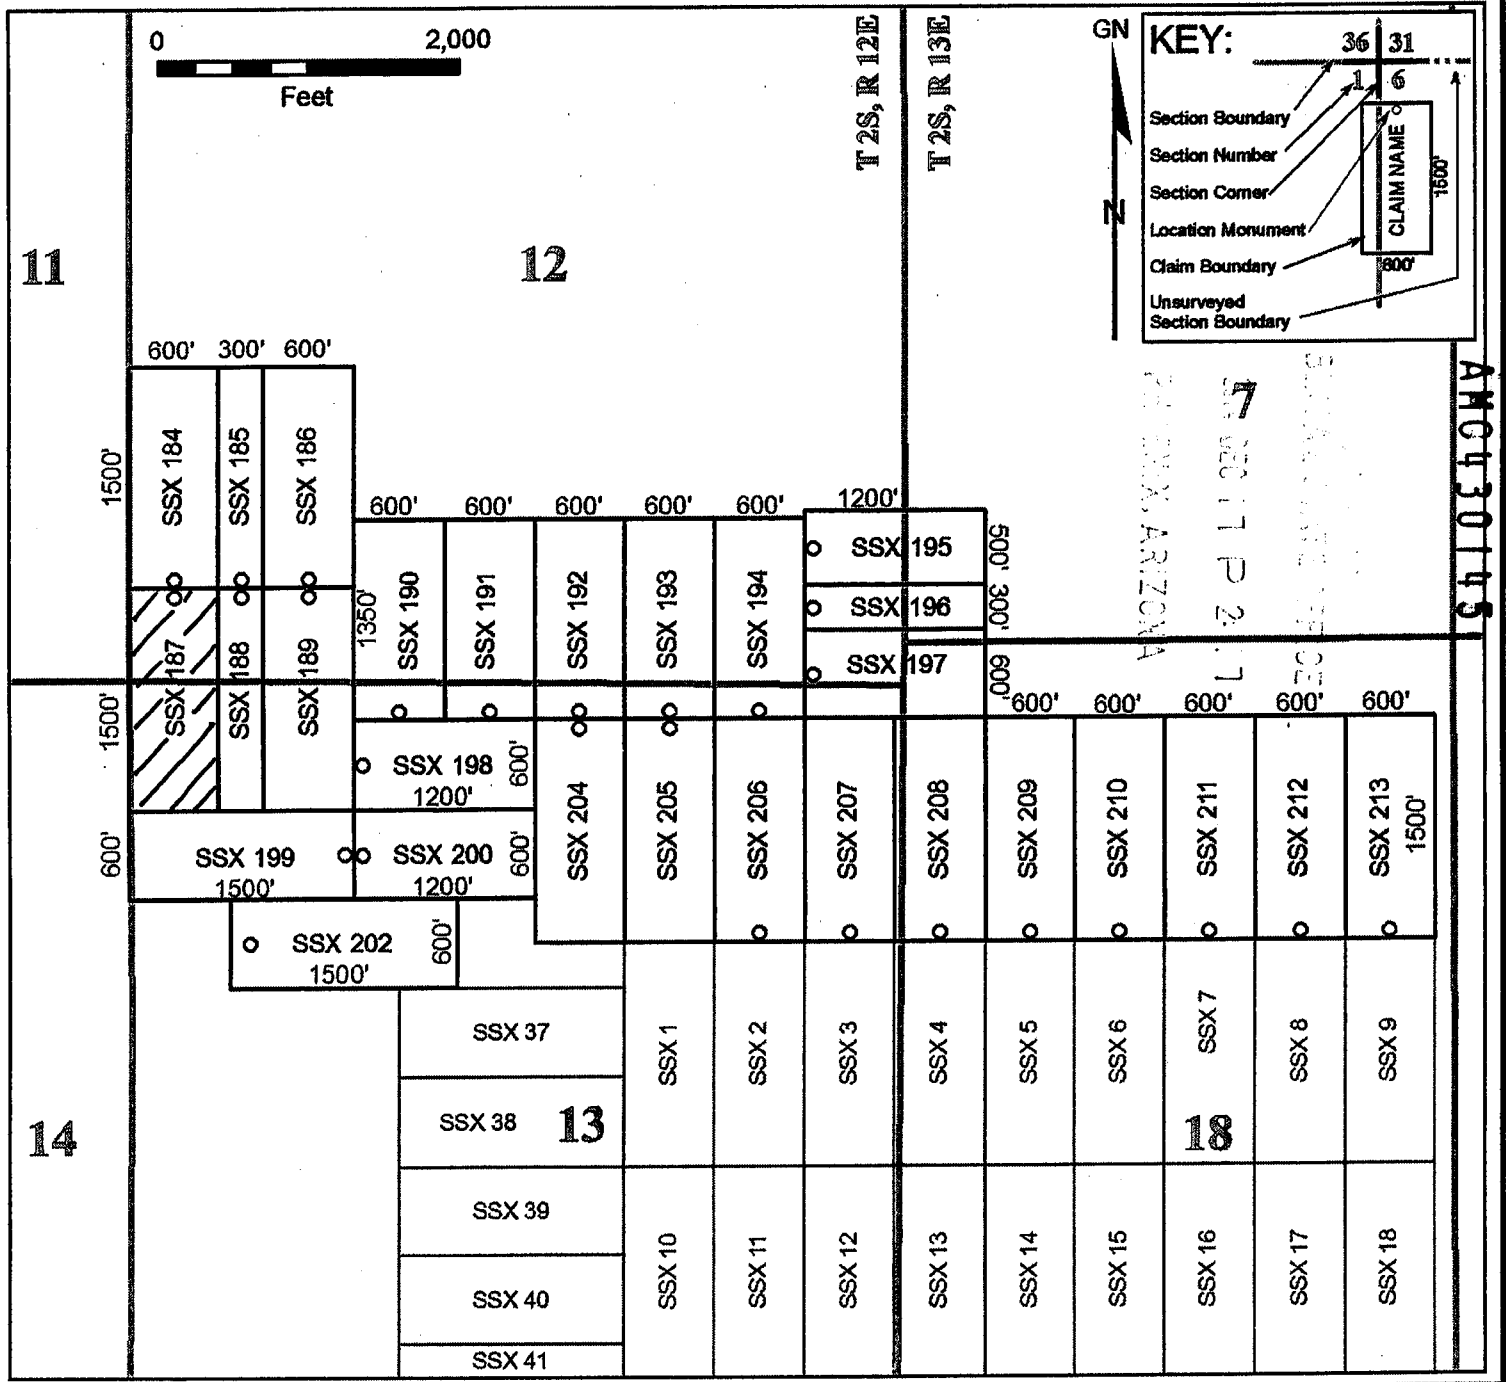 0 2,000
Feet
T 2S, R 12E
T 2S, R 13E
GN
N
KEY:
36 31
1 6
Section Boundary
Section Number
Section Corner
Location Monument
Claim Boundary
Unsurveyed
Section Boundary
CLAIM NAME
1500'
600'
AMC430145
11
12
7
ARIZONA
600' 300' 600'
1500'
SSX 184
SSX 185
SSX 186
600' 600' 600' 600' 600' 1200'
1350'
SSX 190
SSX 191
SSX 192
SSX 193
SSX 194
SSX 195
500'
SSX 196
300'
SSX 197
600'
1500'
SSX 187
SSX 188
SSX 189
600' 600' 600' 600' 600'
SSX 198
1200'
600'
SSX 204
SSX 205
SSX 206
SSX 207
SSX 208
SSX 209
SSX 210
SSX 211
SSX 212
SSX 213
1500'
600'
SSX 199
1500'
SSX 200
1200'
600'
SSX 202
1500'
600'
14
13
18
SSX 37
SSX 38
SSX 39
SSX 40
SSX 41
SSX 1
SSX 2
SSX 3
SSX 4
SSX 5
SSX 6
SSX 7
SSX 8
SSX 9
SSX 10
SSX 11
SSX 12
SSX 13
SSX 14
SSX 15
SSX 16
SSX 17
SSX 18